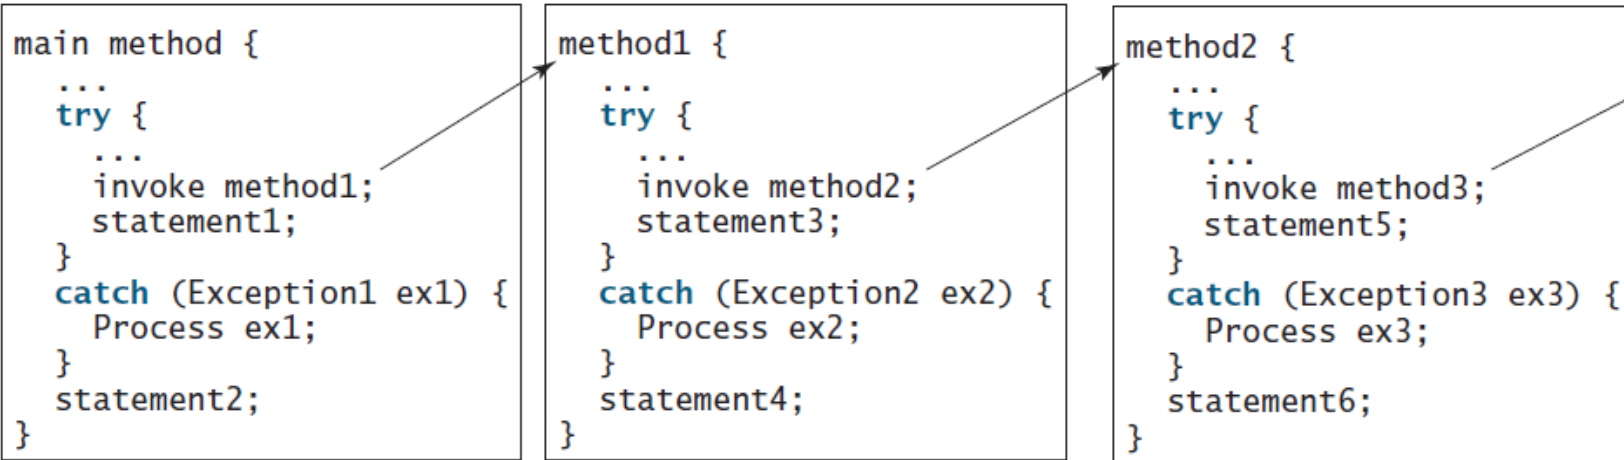 main method {
  ...
  try {
    ...
    invoke method1;
    statement1;
  }
  catch (Exception1 ex1) {
    Process ex1;
  }
  statement2;
}
method1 {
  ...
  try {
    ...
    invoke method2;
    statement3;
  }
  catch (Exception2 ex2) {
    Process ex2;
  }
  statement4;
}
method2 {
  ...
  try {
    ...
    invoke method3;
    statement5;
  }
  catch (Exception3 ex3) {
    Process ex3;
  }
  statement6;
}